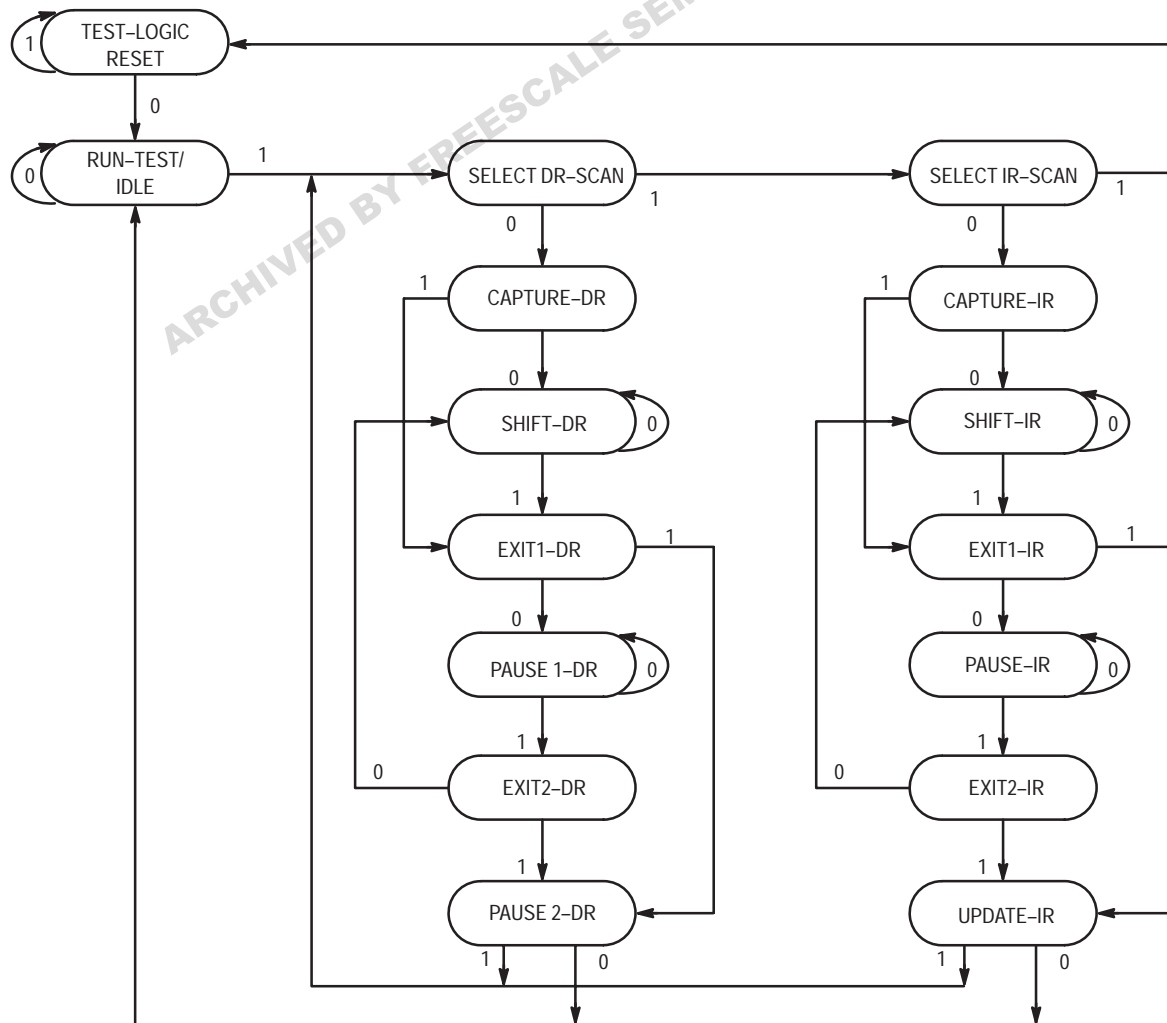 ARCHIVED BY FREESCALE
TEST–LOGIC
RESET
1
0
RUN–TEST/
IDLE
0
1
SELECT DR–SCAN
1
SELECT IR–SCAN
1
0
0
1
CAPTURE–DR
1
CAPTURE–IR
0
0
SHIFT–DR
0
SHIFT–IR
0
1
1
EXIT1–DR
1
EXIT1–IR
1
0
0
PAUSE 1–DR
0
PAUSE–IR
0
1
1
0
EXIT2–DR
0
EXIT2–IR
1
1
PAUSE 2–DR
UPDATE–IR
1
0
1
0